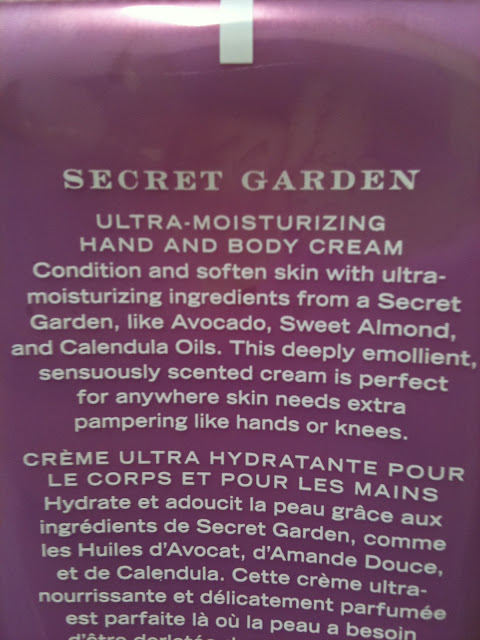 SECRET GARDEN
ULTRA-MOISTURIZING
HAND AND BODY CREAM
Condition and soften skin with ultra-
moisturizing ingredients from a Secret
Garden, like Avocado, Sweet Almond,
and Calendula Oils. This deeply emollient,
sensuously scented cream is perfect
for anywhere skin needs extra
pampering like hands or knees.
CRÈME ULTRA HYDRATANTE POUR
LE CORPS ET POUR LES MAINS
Hydrate et adoucit la peau grâce aux
ingrédients de Secret Garden, comme
les Huiles d'Avocat, d'Amande Douce,
et de Calendula. Cette crème ultra-
nourrissante et délicatement parfumée
est parfaite là où la peau a besoin
d'être